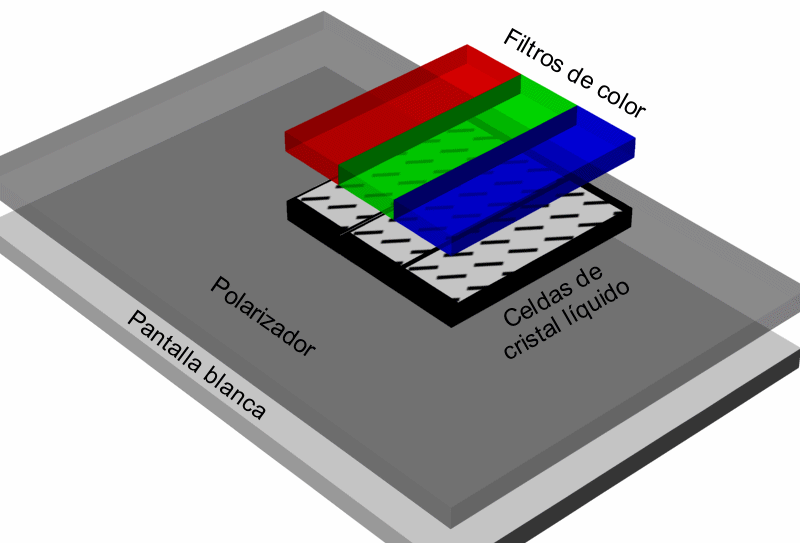 Filtros de color
Celdas de
cristal líquido
Polarizador
Pantalla blanca